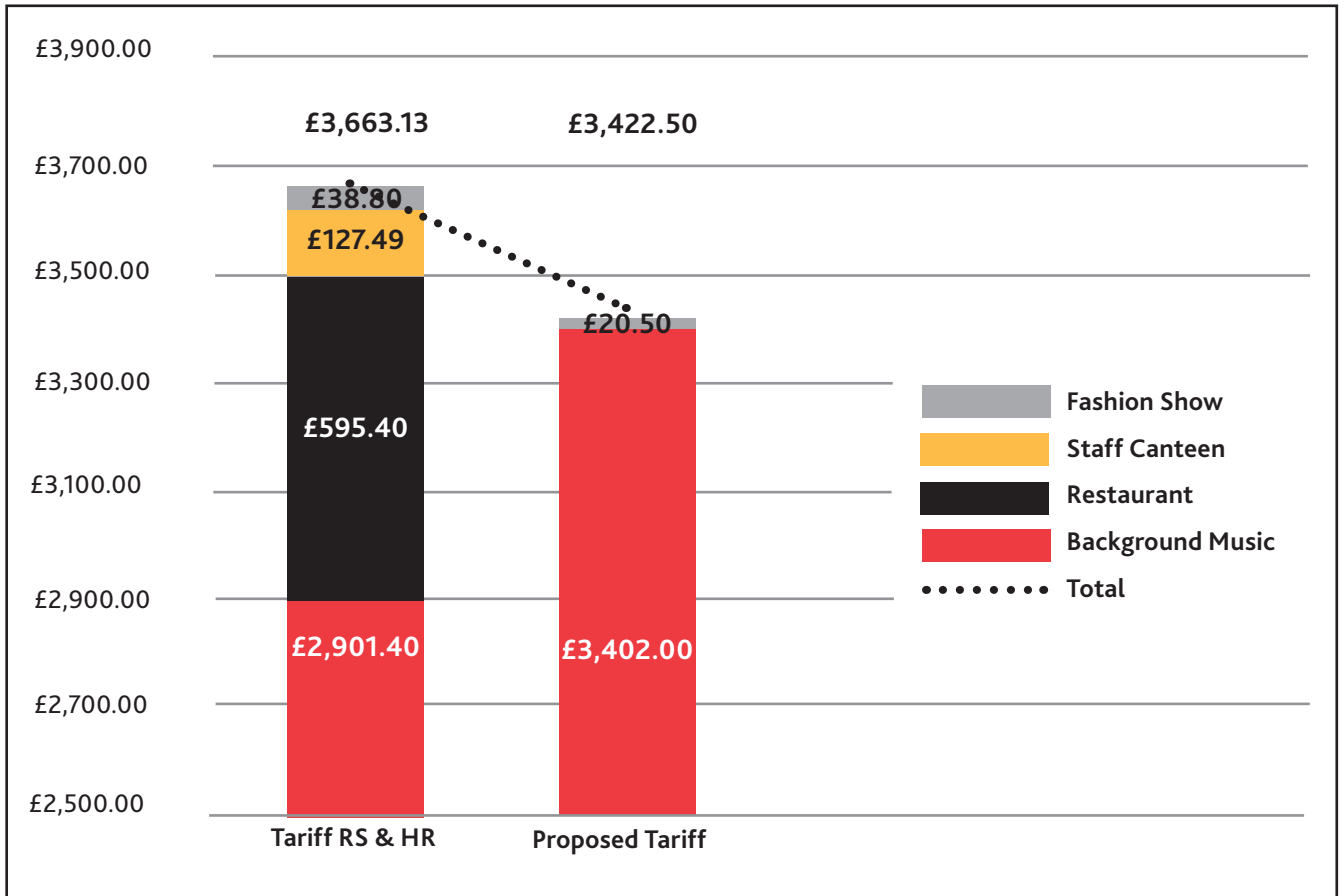 £3,900.00
£3,663.13 £3,422.50
£3,700.00
£38.80
£127.49
£3,500.00
£20.50
£3,300.00
Fashion Show
£595.40
Staff Canteen
£3,100.00
Restaurant
Background Music
£2,900.00
Total
£2,901.40 £3,402.00
£2,700.00
£2,500.00
Tariff RS & HR Proposed Tariff